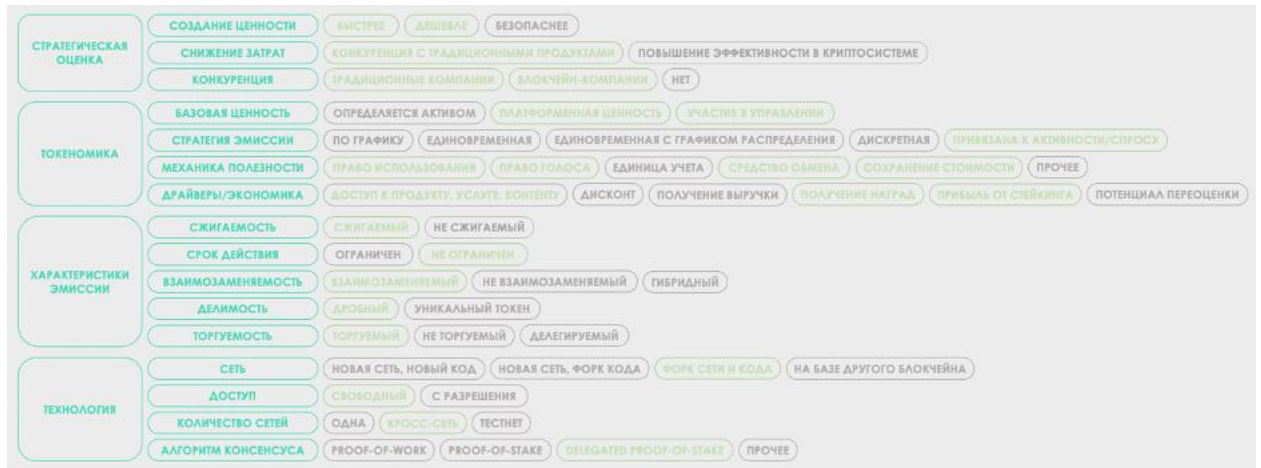 СТРАТЕГИЧЕСКАЯ ОЦЕНКА
СОЗДАНИЕ ЦЕННОСТИ БЫСТРЕЕ ДЕШЕВЛЕ БЕЗОПАСНЕЕ
СНИЖЕНИЕ ЗАТРАТ КОНКУРЕНЦИЯ С ТРАДИЦИОННЫМИ ПРОДУКТАМИ ПОВЫШЕНИЕ ЭФФЕКТИВНОСТИ В КРИПТОСИСТЕМЕ
КОНКУРЕНЦИЯ ТРАДИЦИОННЫЕ КОМПАНИИ БЛОКЧЕЙН-КОМПАНИИ НЕТ
ТОКЕНОМИКА
БАЗОВАЯ ЦЕННОСТЬ ОПРЕДЕЛЯЕТСЯ АКТИВОМ ПЛАТФОРМЕННАЯ ЦЕННОСТЬ УЧАСТИЕ В УПРАВЛЕНИИ
СТРАТЕГИЯ ЭМИССИИ ПО ГРАФИКУ ЕДИНОВРЕМЕННАЯ ЕДИНОВРЕМЕННАЯ С ГРАФИКОМ РАСПРЕДЕЛЕНИЯ ДИСКРЕТНАЯ ПРИВЯЗАНА К АКТИВНОСТИ/СПРОСУ
МЕХАНИКА ПОЛЕЗНОСТИ ПРАВО ИСПОЛЬЗОВАНИЯ ПРАВО ГОЛОСА ЕДИНИЦА УЧЕТА СРЕДСТВО ОБМЕНА СОХРАНЕНИЕ СТОИМОСТИ ПРОЧЕЕ
ДРАЙВЕРЫ/ЭКОНОМИКА ДОСТУП К ПРОДУКТУ, УСЛУГЕ, КОНТЕНТУ ДИСКОНТ ПОЛУЧЕНИЕ ВЫРУЧКИ ПОЛУЧЕНИЕ НАГРАД ПРИБЫЛЬ ОТ СТЕЙКИНГА ПОТЕНЦИАЛ ПЕРЕОЦЕНКИ
ХАРАКТЕРИСТИКИ ЭМИССИИ
СЖИГАЕМОСТЬ СЖИГАЕМЫЙ НЕ СЖИГАЕМЫЙ
СРОК ДЕЙСТВИЯ ОГРАНИЧЕН НЕ ОГРАНИЧЕН
ВЗАИМОЗАМЕНЯЕМОСТЬ ВЗАИМОЗАМЕНЯЕМЫЙ НЕ ВЗАИМОЗАМЕНЯЕМЫЙ ГИБРИДНЫЙ
ДЕЛИМОСТЬ ДРОБНЫЙ УНИКАЛЬНЫЙ ТОКЕН
ТОРГУЕМОСТЬ ТОРГУЕМЫЙ НЕ ТОРГУЕМЫЙ ДЕЛЕГИРУЕМЫЙ
ТЕХНОЛОГИЯ
СЕТЬ НОВАЯ СЕТЬ, НОВЫЙ КОД НОВАЯ СЕТЬ, ФОРК КОДА ФОРК СЕТИ И КОДА НА БАЗЕ ДРУГОГО БЛОКЧЕЙНА
ДОСТУП СВОБОДНЫЙ С РАЗРЕШЕНИЯ
КОЛИЧЕСТВО СЕТЕЙ ОДНА КРОСС-СЕТЬ ТЕСТНЕТ
АЛГОРИТМ КОНСЕНСУСА PROOF-OF-WORK PROOF-OF-STAKE DELEGATED PROOF-OF-STAKE ПРОЧЕЕ